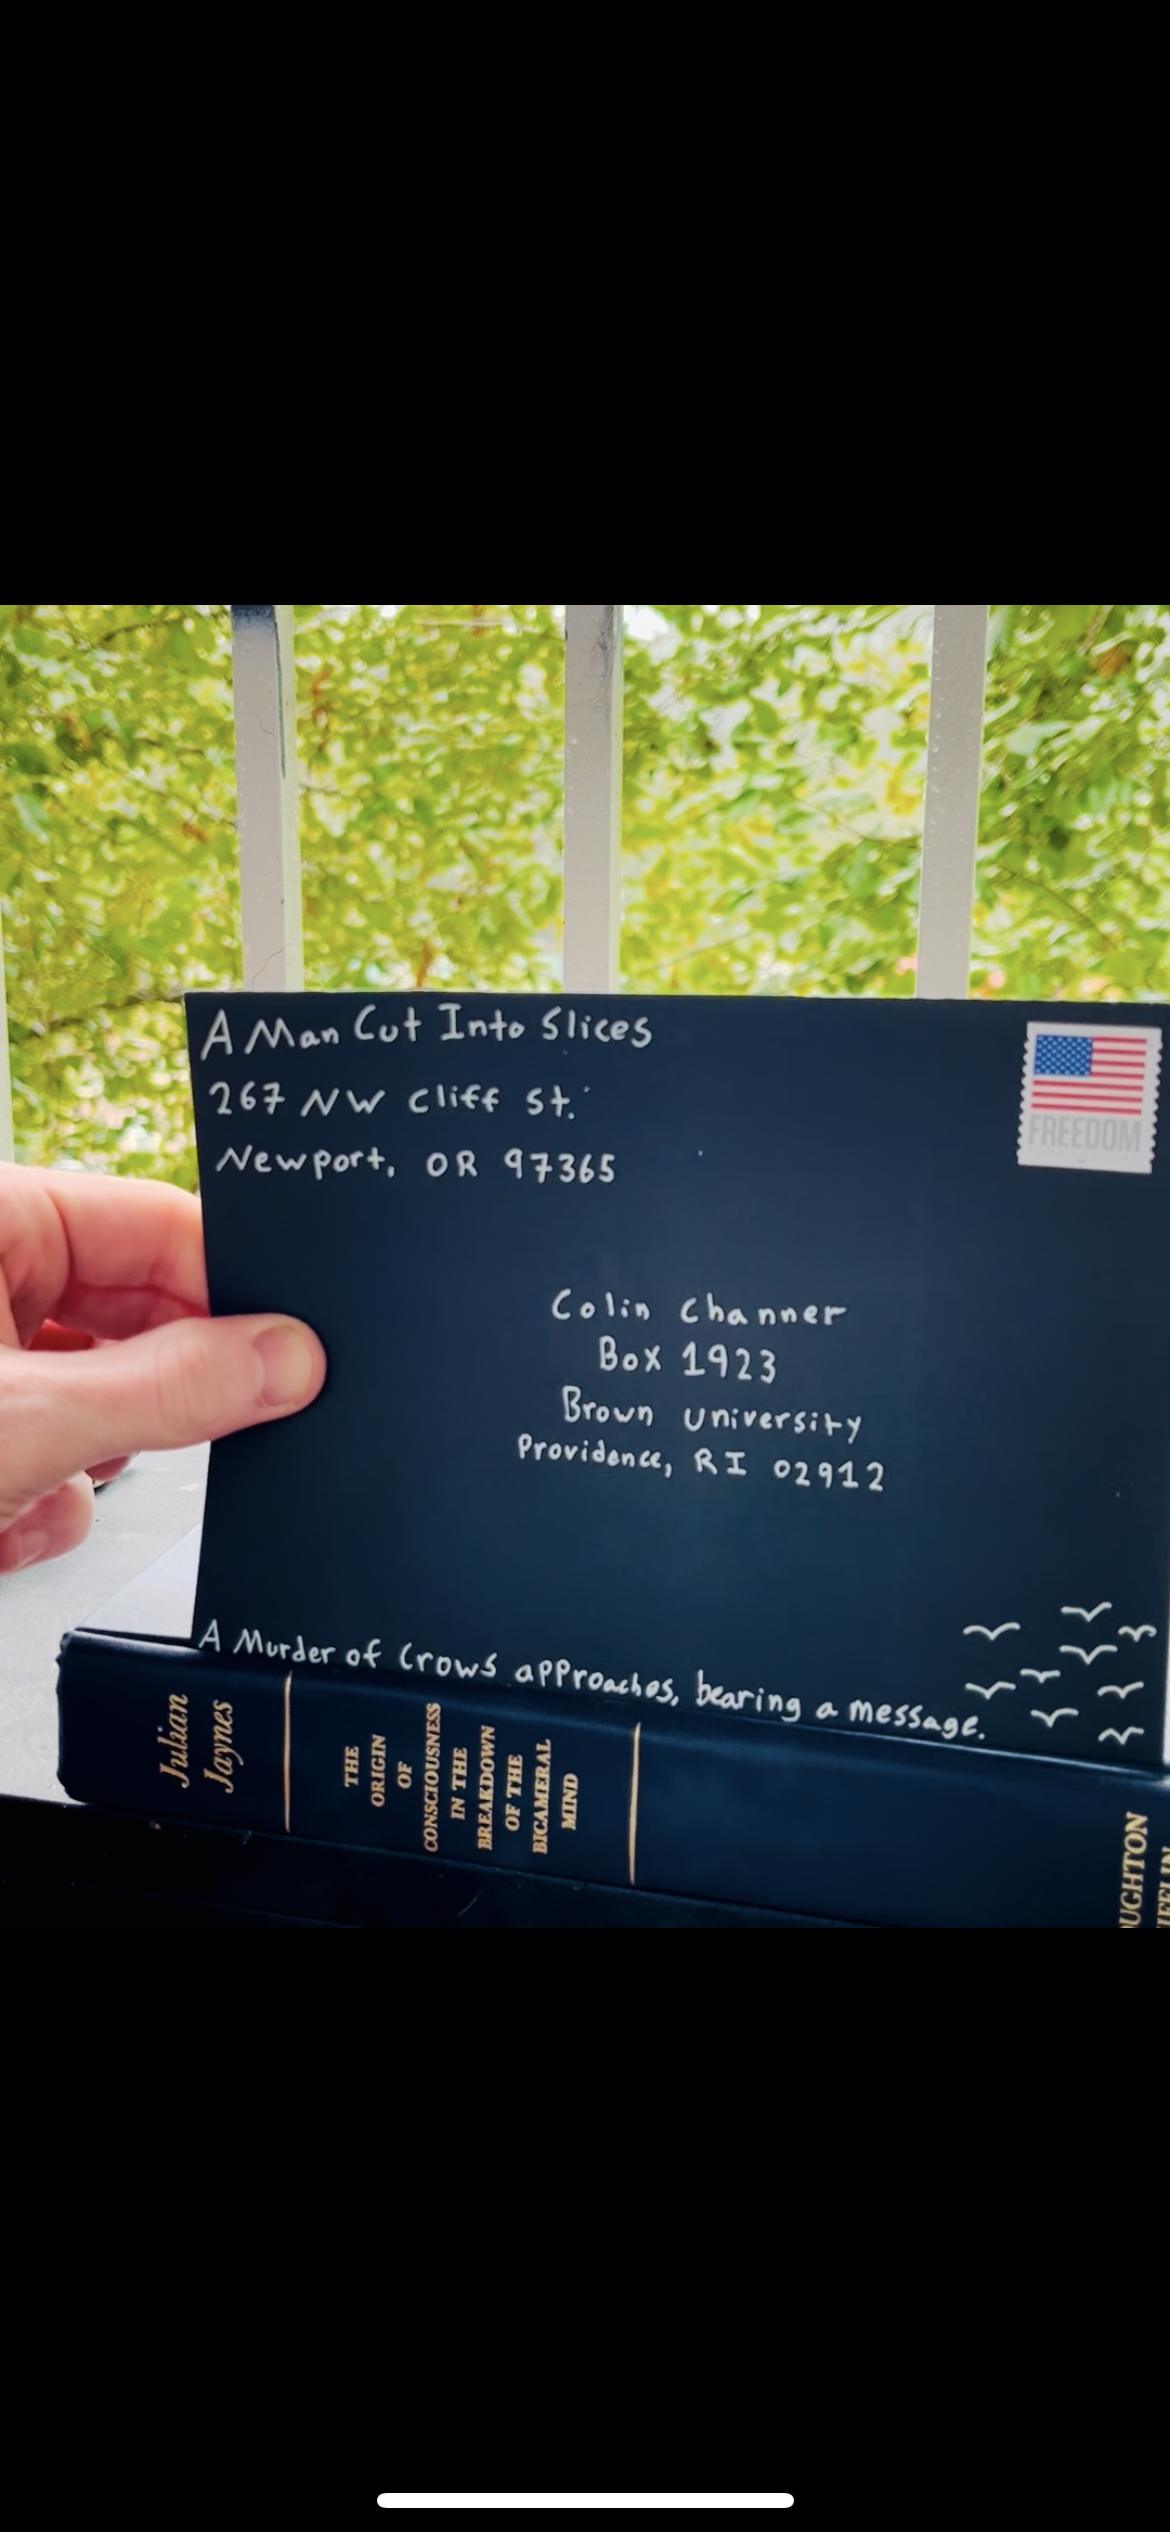 A Man Cut Into Slices
267 NW Cliff St.
Newport, OR 97365
FREEDOM
Colin Channer
Box 1923
Brown University
Providence, RI 02912
A Murder of Crows approaches, bearing a message.
Julian
Jaynes
THE
ORIGIN
OF
CONSCIOUSNESS
IN THE
BREAKDOWN
OF THE
BICAMERAL
MIND